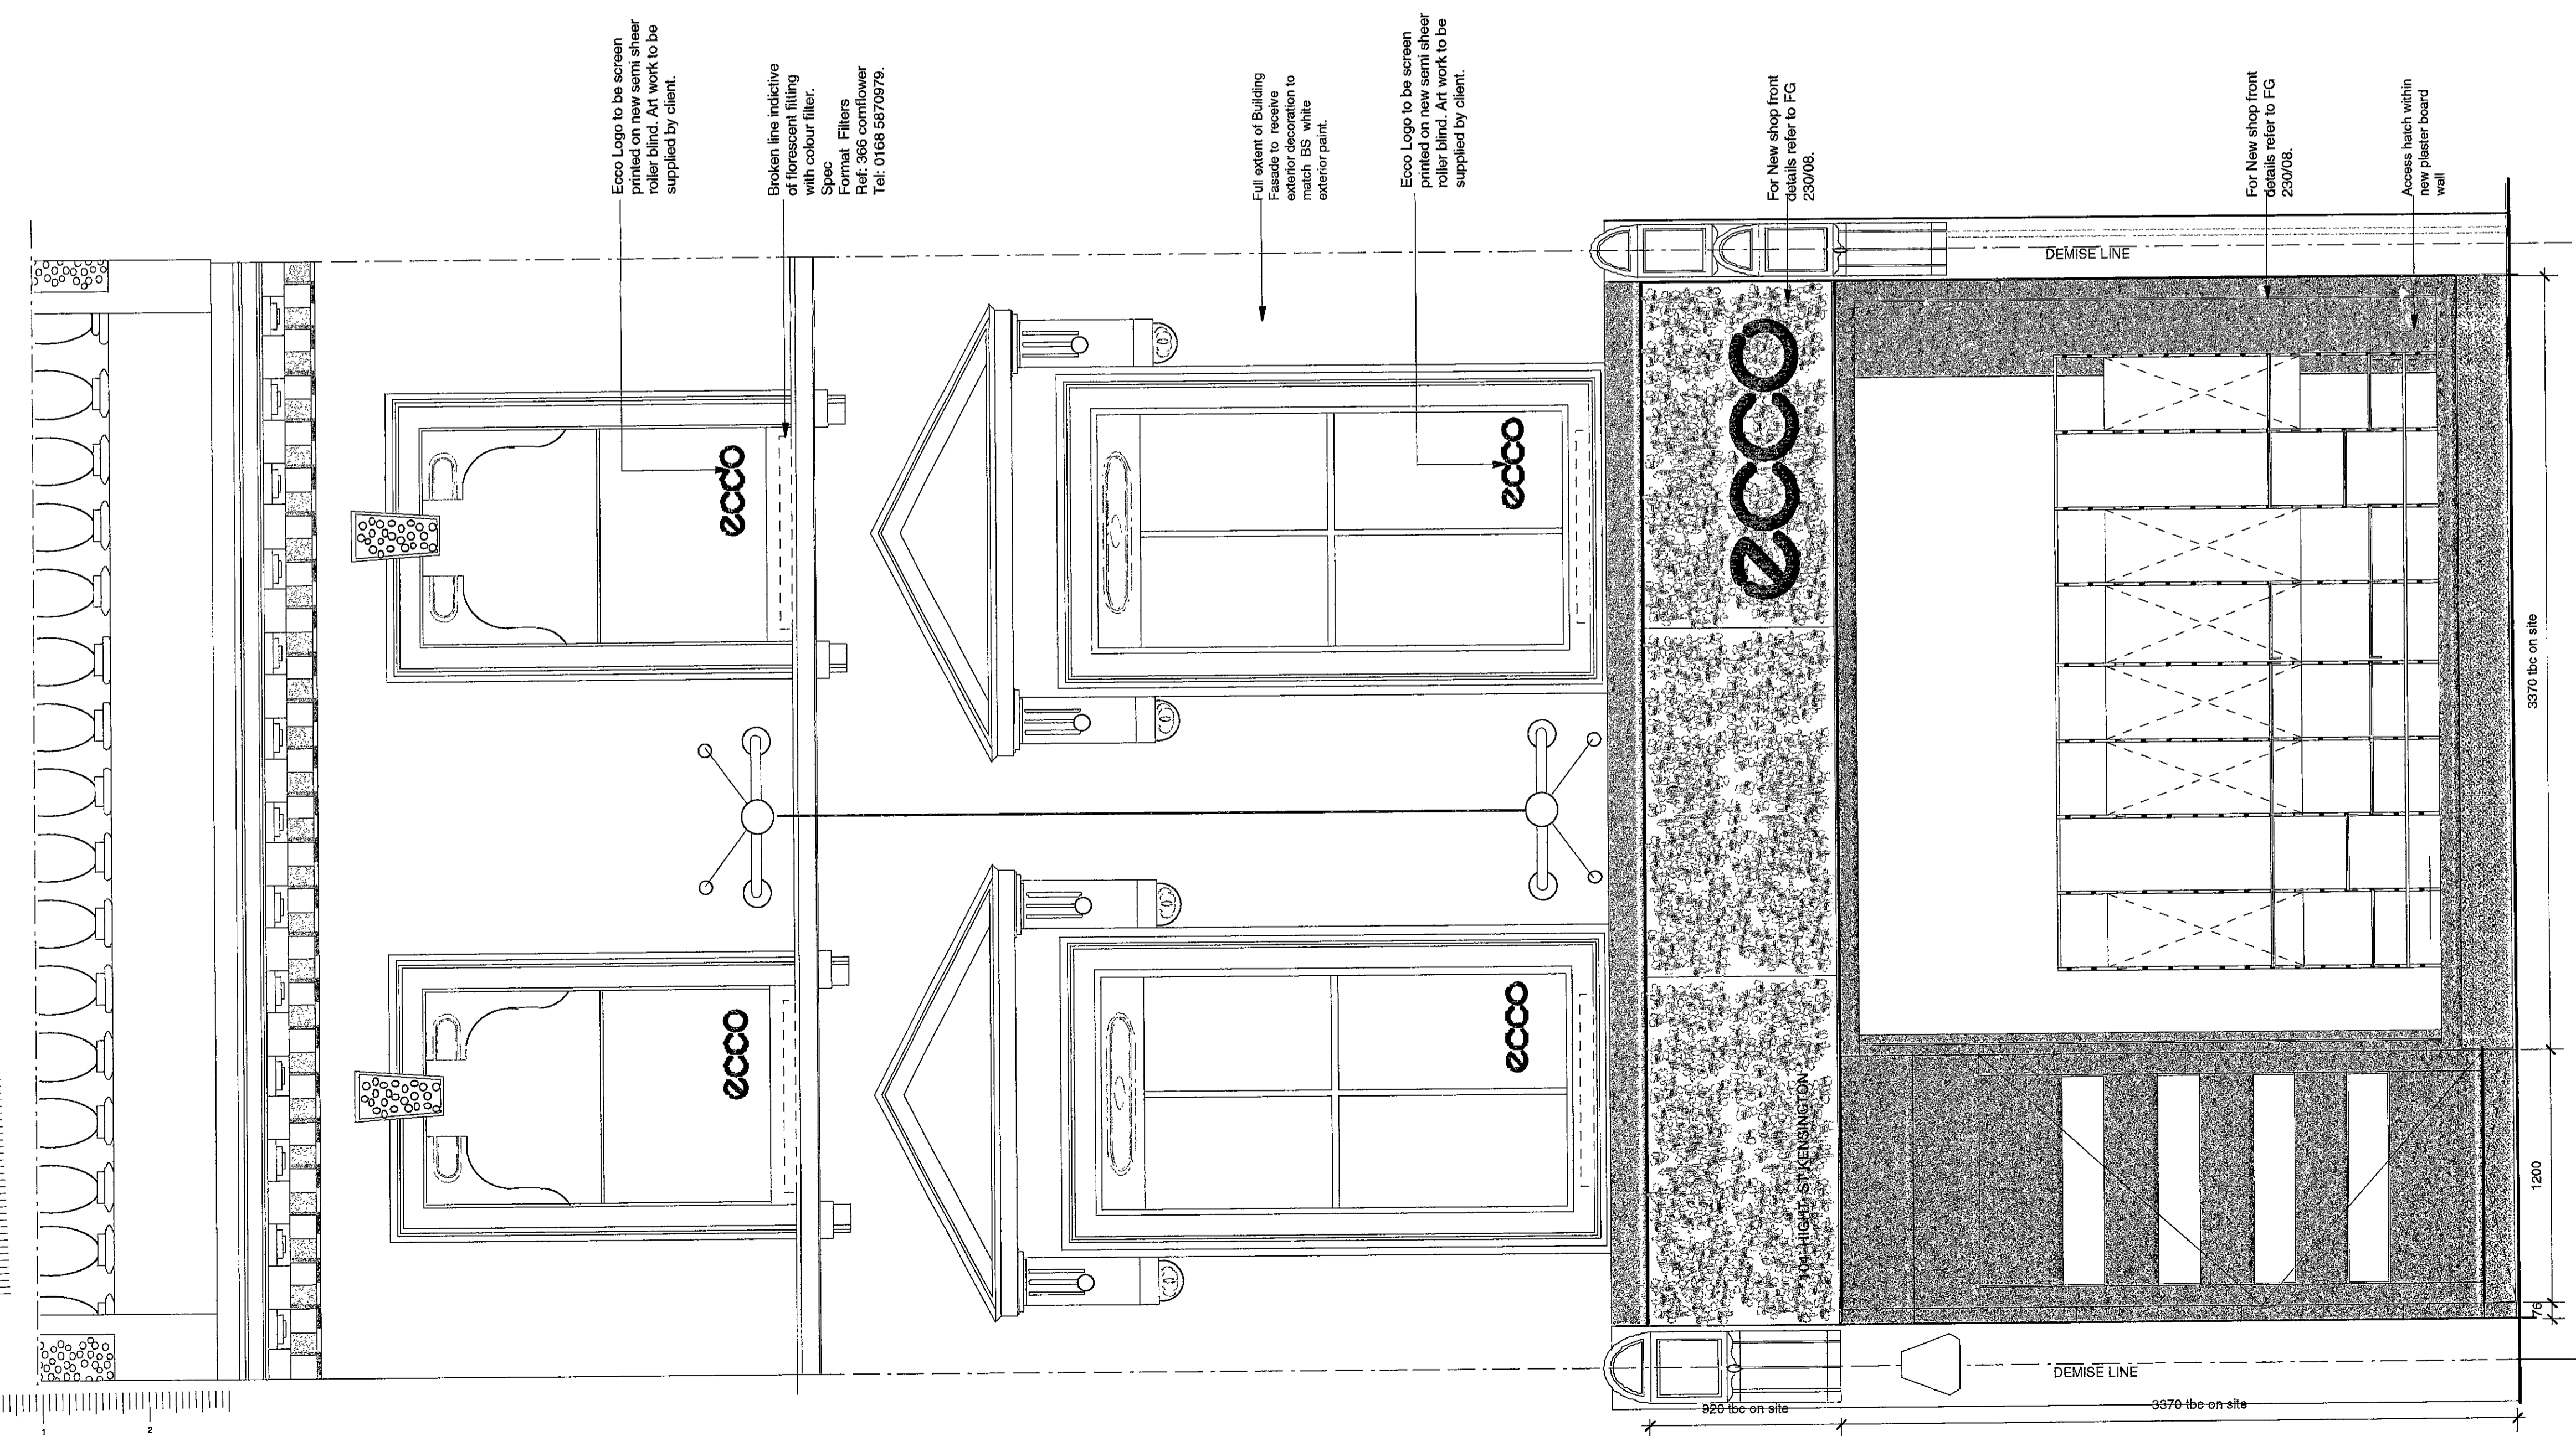 Ecco Logo to be screen
printed on new semi sheer
roller blind. Art work to be
supplied by client.
Broken line indictive
of florescent fitting
with colour filter.
Spec
Format Filters
Ref: 366 cornflower
Tel: 0168 5870979.
Full extent of Building
Fasade to receive
exterior decoration to
match BS white
exterior paint.
Ecco Logo to be screen
printed on new semi sheer
roller blind. Art work to be
supplied by client.
For New shop front
details refer to FG
230/08.
For New shop front
details refer to FG
230/08.
Access hatch within
new plaster board
wall
ecco
ecco
ecco
ecco
ecco
104 HIGHT ST KENSINGTON
DEMISE LINE
DEMISE LINE
3370 tbc on site
1200
76
920 tbc on site
3370 tbc on site
1
2